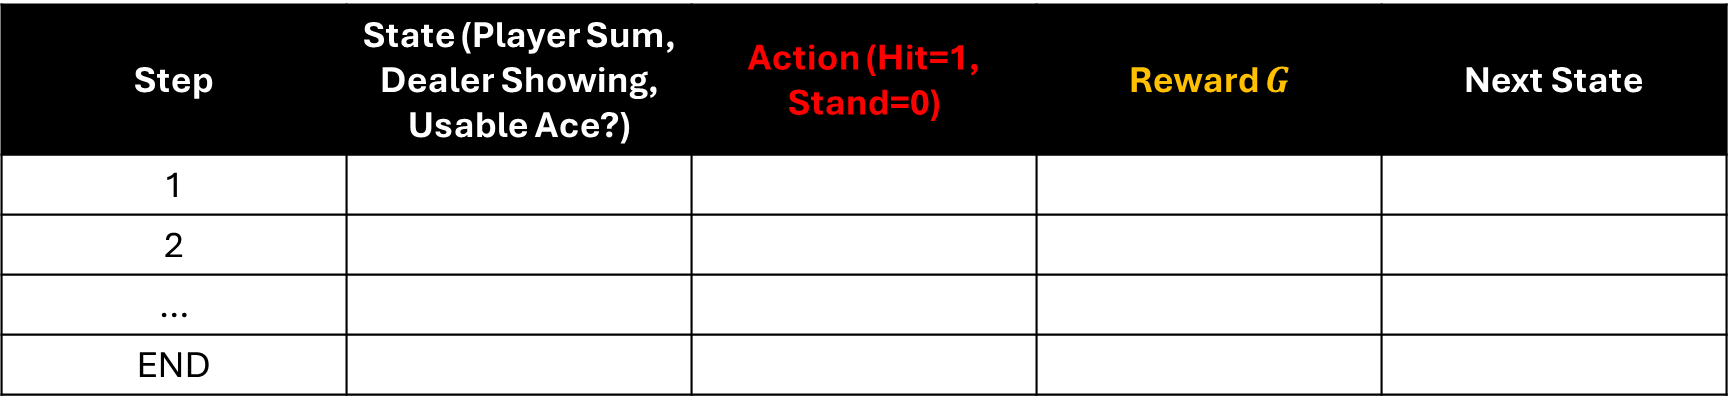 Step
State (Player Sum,
Dealer Showing,
Usable Ace?)
Action (Hit=1,
Stand=0)
Reward G
Next State
1
2
...
END